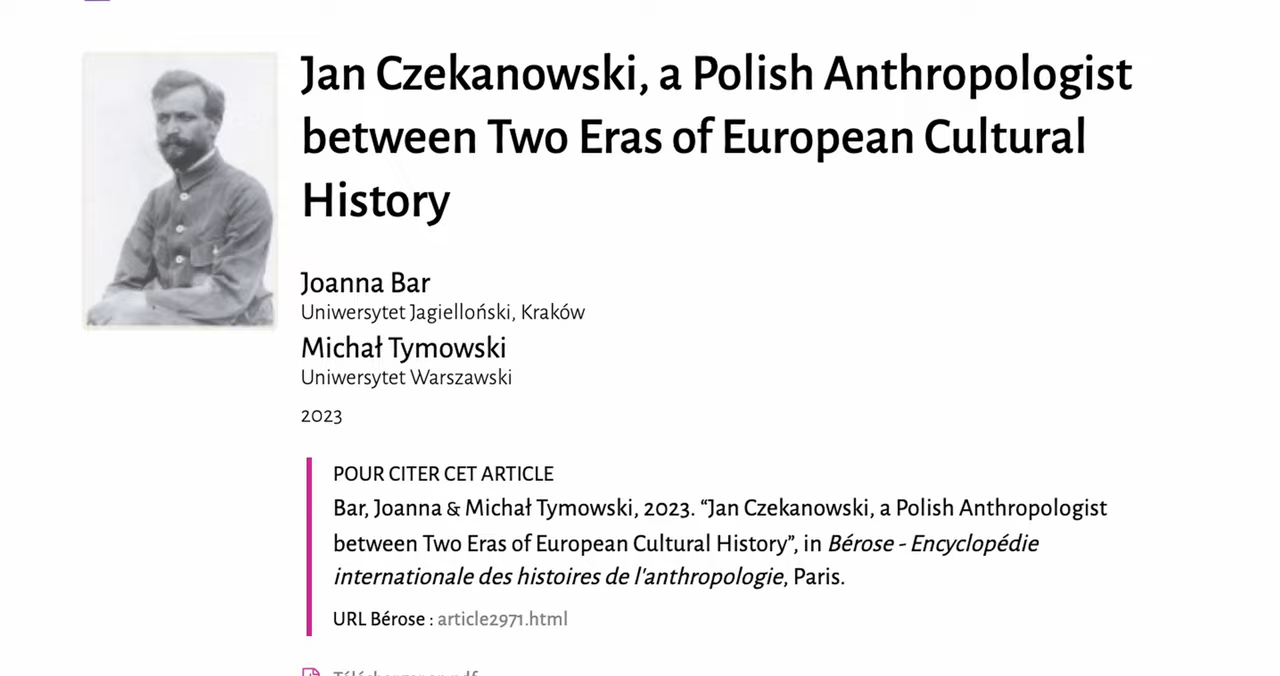 Jan Czekanowski, a Polish Anthropologist
between Two Eras of European Cultural
History
Joanna Bar
Uniwersytet Jagielloński, Kraków
Michał Tymowski
Uniwersytet Warszawski
2023
POUR CITER CET ARTICLE
Bar, Joanna & Michał Tymowski, 2023. “Jan Czekanowski, a Polish Anthropologist
between Two Eras of European Cultural History”, in Bérose - Encyclopédie
internationale des histoires de l'anthropologie, Paris.
URL Bérose : article2971.html